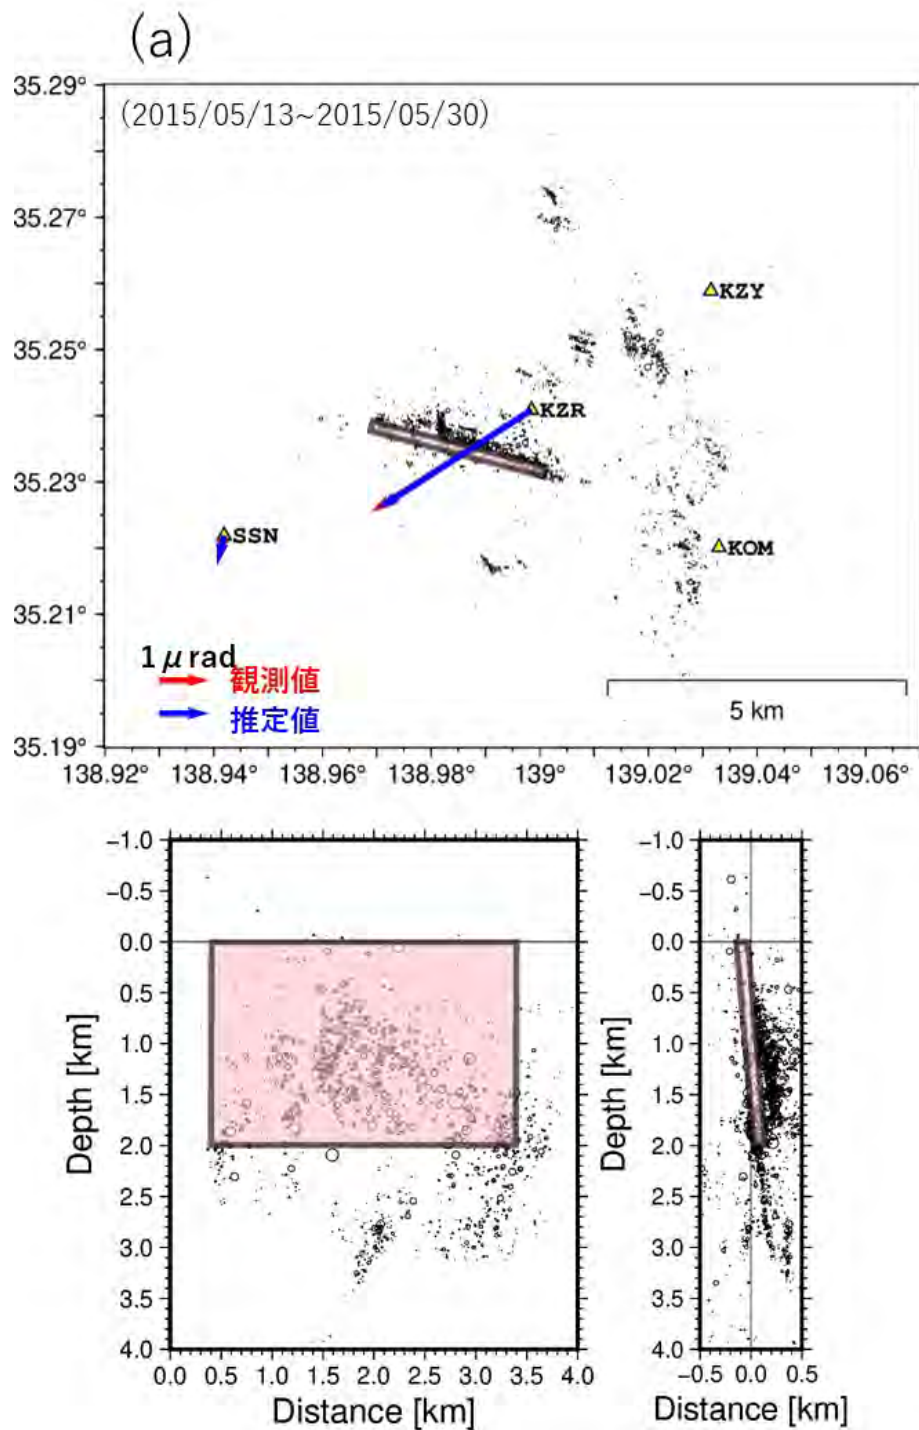 (a)
(2015/05/13~2015/05/30)
35.29°
35.27°
35.25°
35.23°
35.21°
35.19°
KZY
KZR
SSN
KOM
1 μ rad
観測値
推定値
5 km
138.92° 138.94° 138.96° 138.98° 139° 139.02° 139.04° 139.06°
Depth [km]
-1.0
-0.5
0.0
0.5
1.0
1.5
2.0
2.5
3.0
3.5
4.0
0.0 0.5 1.0 1.5 2.0 2.5 3.0 3.5 4.0
Distance [km]
Depth [km]
-1.0
-0.5
0.0
0.5
1.0
1.5
2.0
2.5
3.0
3.5
4.0
-0.5 0.0 0.5
Distance [km]